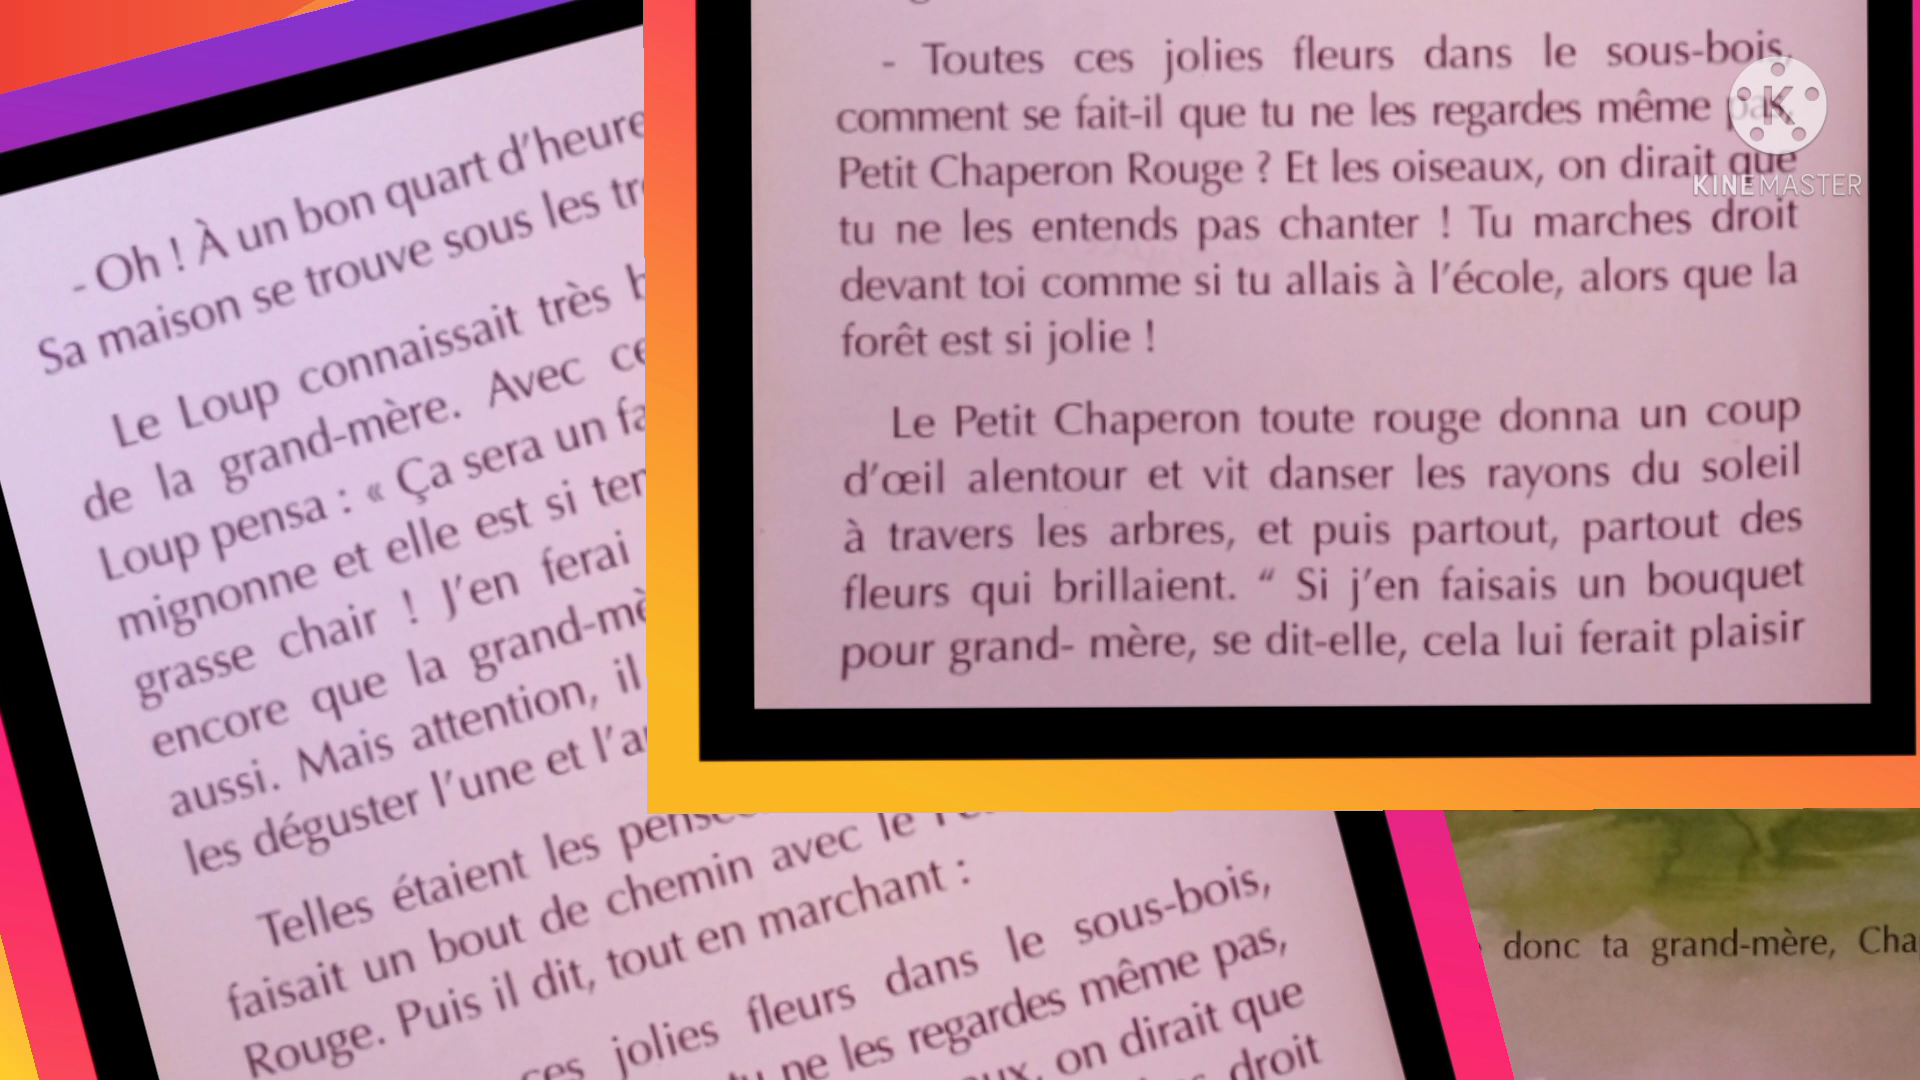 - Oh ! À un bon quart d'heure
Sa maison se trouve sous les
Le Loup connaissait très
de la grand-mère. Avec
Loup pensa : « Ça sera un
mignonne et elle est si
grasse chair ! J'en ferai
encore que la
aussi. Mais attention, il
les déguster l'une et
Telles étaient les
faisait un bout de chemin avec le
Rouge. Puis il dit, tout en marchant :
ces jolies fleurs dans le sous-bois,
ne les regardes même pas,
on dirait que
droit
- Toutes ces jolies fleurs dans le sous-bois,
comment se fait-il que tu ne les regardes même pas,
Petit Chaperon Rouge ? Et les oiseaux, on dirait que
tu ne les entends pas chanter ! Tu marches droit
devant toi comme si tu allais à l'école, alors que la
forêt est si jolie !
Le Petit Chaperon toute rouge donna un coup
d'œil alentour et vit danser les rayons du soleil
à travers les arbres, et puis partout, partout des
fleurs qui brillaient. “ Si j'en faisais un bouquet
pour grand- mère, se dit-elle, cela lui ferait plaisir
K
KINEMASTER
donc ta grand-mère,